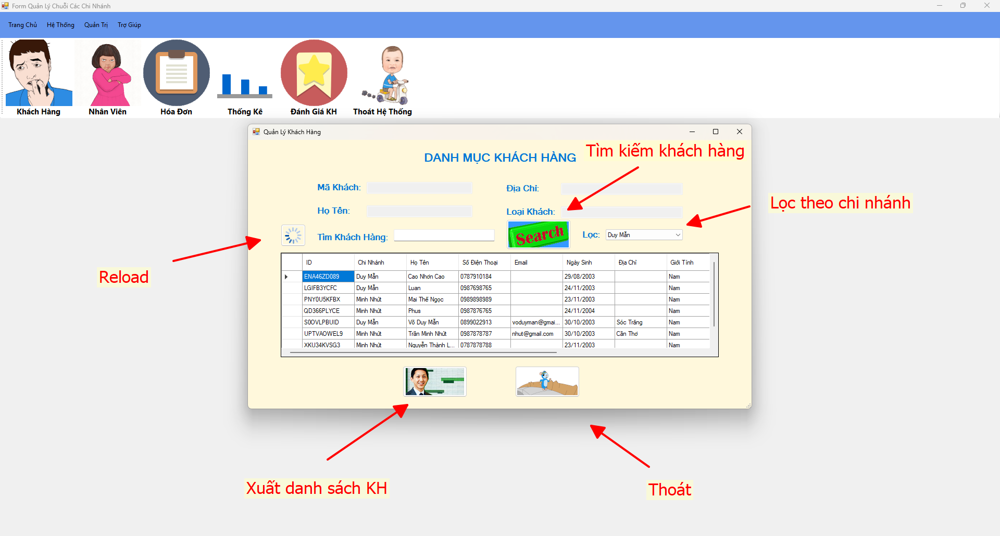 Form Quản Lý Chuỗi Các Chi Nhánh
Trang Chủ Hệ Thống Quản Trị Trợ Giúp
Khách Hàng Nhân Viên Hóa Đơn Thống Kê Đánh Giá KH Thoát Hệ Thống
Quản Lý Khách Hàng
Tìm kiếm khách hàng
DANH MỤC KHÁCH HÀNG
Mã Khách: Địa Chỉ:
Lọc theo chi nhánh
Họ Tên: Loại Khách:
Tìm Khách Hàng: Search Lọc: Duy Mẫn
Reload
ID Chi Nhánh Họ Tên Số Điện Thoại Email Ngày Sinh Địa Chỉ Giới Tính
ENA46ZD089 Duy Mẫn Cao Nhơn Cao 0787910184 29/08/2003 Nam
LGIFB3YCFC Duy Mẫn Luan 0987698765 24/11/2003 Nam
PNY0U5KFBX Minh Nhứt Mai Thế Ngọc 0989898989 23/11/2003 Nam
QD366PLYCE Minh Nhứt Phus 0987876765 24/11/2004 Nam
S0OVLPBUID Duy Mẫn Võ Duy Mẫn 0899022913 voduyman@gmai... 30/10/2003 Sóc Trăng Nam
UPTVAOWEL9 Minh Nhứt Trần Minh Nhứt 0987878787 nhut@gmail.com 30/10/2003 Cần Thơ Nam
XKU34KVSG3 Minh Nhứt Nguyễn Thành L... 0787878788 23/11/2003 Nam
Xuất danh sách KH
Thoát